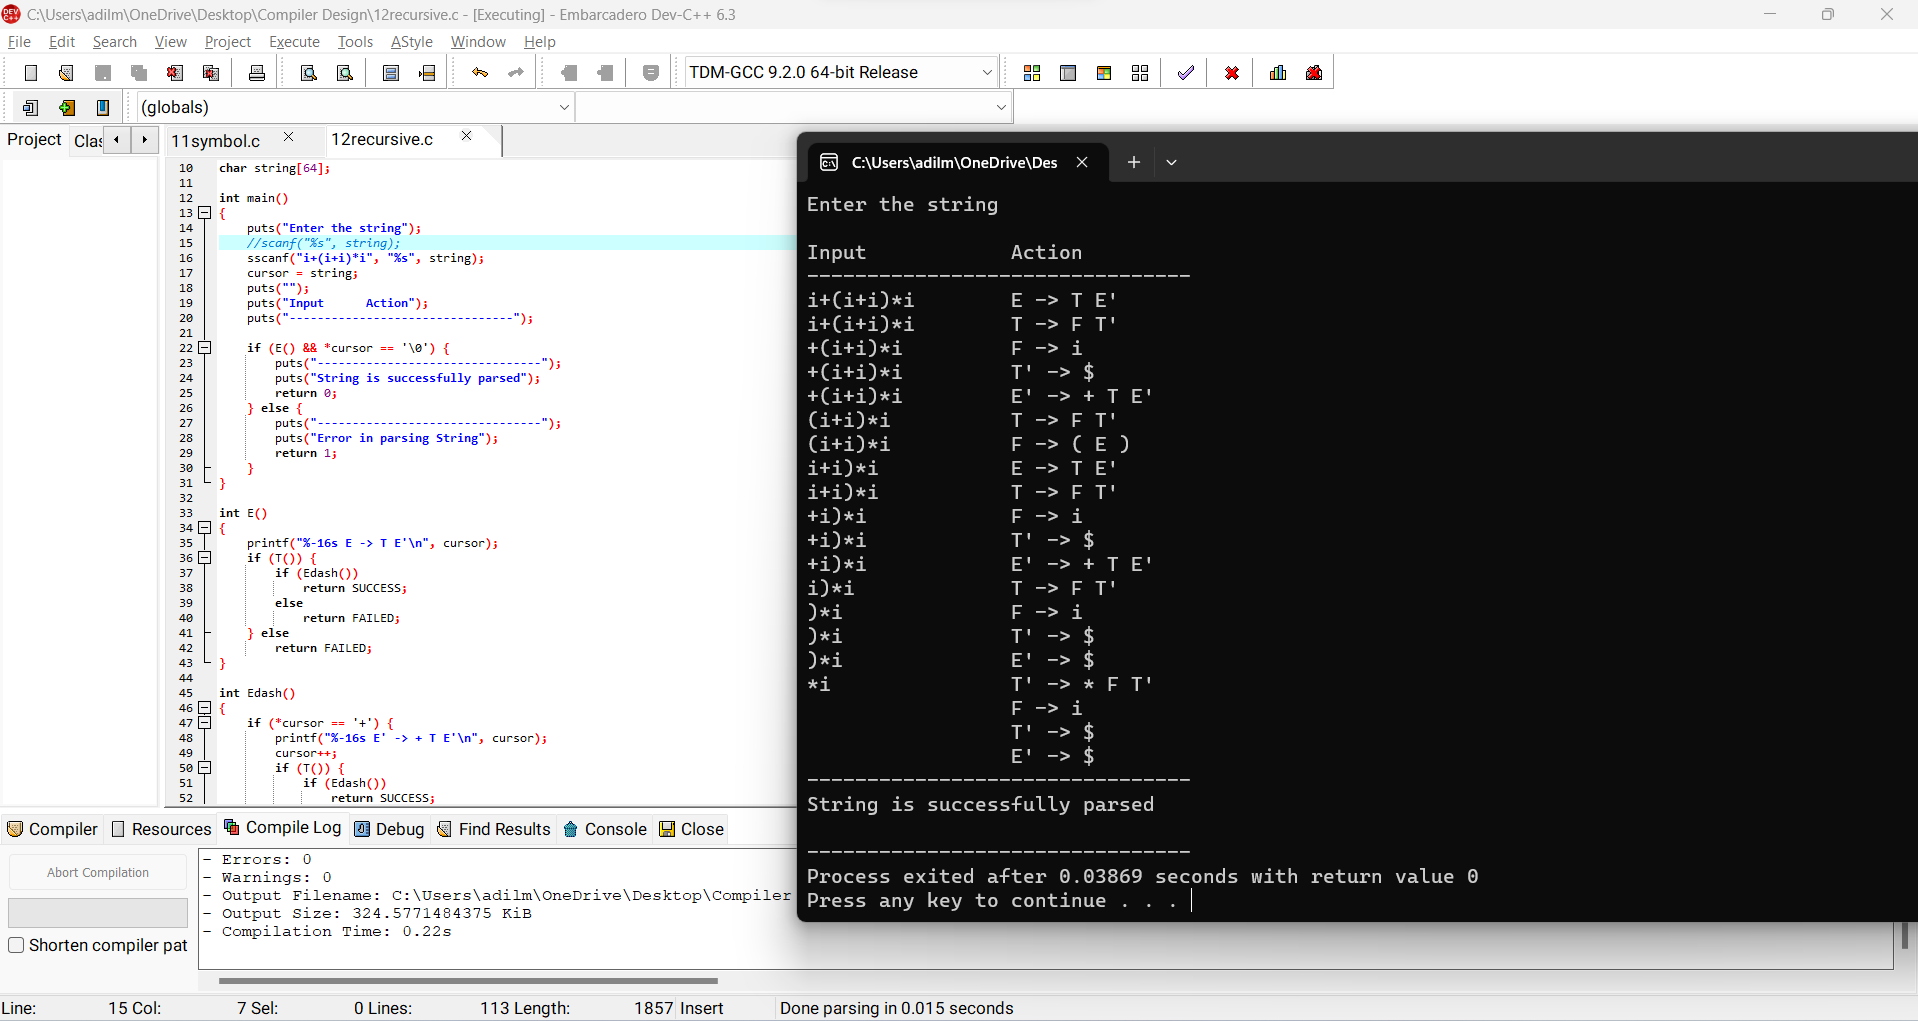 C:\Users\adilm\OneDrive\Desktop\Compiler Design\12recursive.c - [Executing] - Embarcadero Dev-C++ 6.3
File Edit Search View Project Execute Tools AStyle Window Help
TDM-GCC 9.2.0 64-bit Release
(globals)
Project Clas
11symbol.c 12recursive.c
10 char string[64];
11
12 int main()
13 {
14 puts("Enter the string");
15 //scanf("%s", string);
16 sscanf("i+(i+i)*i", "%s", string);
17 cursor = string;
18 puts("");
19 puts("Input      Action");
20 puts("--------------------------------");
21
22 if (E() && *cursor == '\0') {
23 puts("--------------------------------");
24 puts("String is successfully parsed");
25 return 0;
26 } else {
27 puts("--------------------------------");
28 puts("Error in parsing String");
29 return 1;
30 }
31 }
32
33 int E()
34 {
35 printf("%-16s E -> T E'\n", cursor);
36 if (T()) {
37 if (Edash())
38 return SUCCESS;
39 else
40 return FAILED;
41 } else
42 return FAILED;
43 }
44
45 int Edash()
46 {
47 if (*cursor == '+') {
48 printf("%-16s E' -> + T E'\n", cursor);
49 cursor++;
50 if (T()) {
51 if (Edash())
52 return SUCCESS;
C:\Users\adilm\OneDrive\Des
Enter the string
Input Action
--------------------------------
i+(i+i)*i E -> T E'
i+(i+i)*i T -> F T'
+(i+i)*i F -> i
+(i+i)*i T' -> $
+(i+i)*i E' -> + T E'
(i+i)*i T -> F T'
(i+i)*i F -> ( E )
i+i)*i E -> T E'
i+i)*i T -> F T'
+i)*i F -> i
+i)*i T' -> $
+i)*i E' -> + T E'
i)*i T -> F T'
)*i F -> i
)*i T' -> $
)*i E' -> $
*i T' -> * F T'
F -> i
T' -> $
E' -> $
--------------------------------
String is successfully parsed
--------------------------------
Process exited after 0.03869 seconds with return value 0
Press any key to continue . . .
Compiler Resources Compile Log Debug Find Results Console Close
Abort Compilation
Shorten compiler pat
- Errors: 0
- Warnings: 0
- Output Filename: C:\Users\adilm\OneDrive\Desktop\Compiler
- Output Size: 324.5771484375 KiB
- Compilation Time: 0.22s
Line: 15 Col: 7 Sel: 0 Lines: 113 Length: 1857 Insert Done parsing in 0.015 seconds